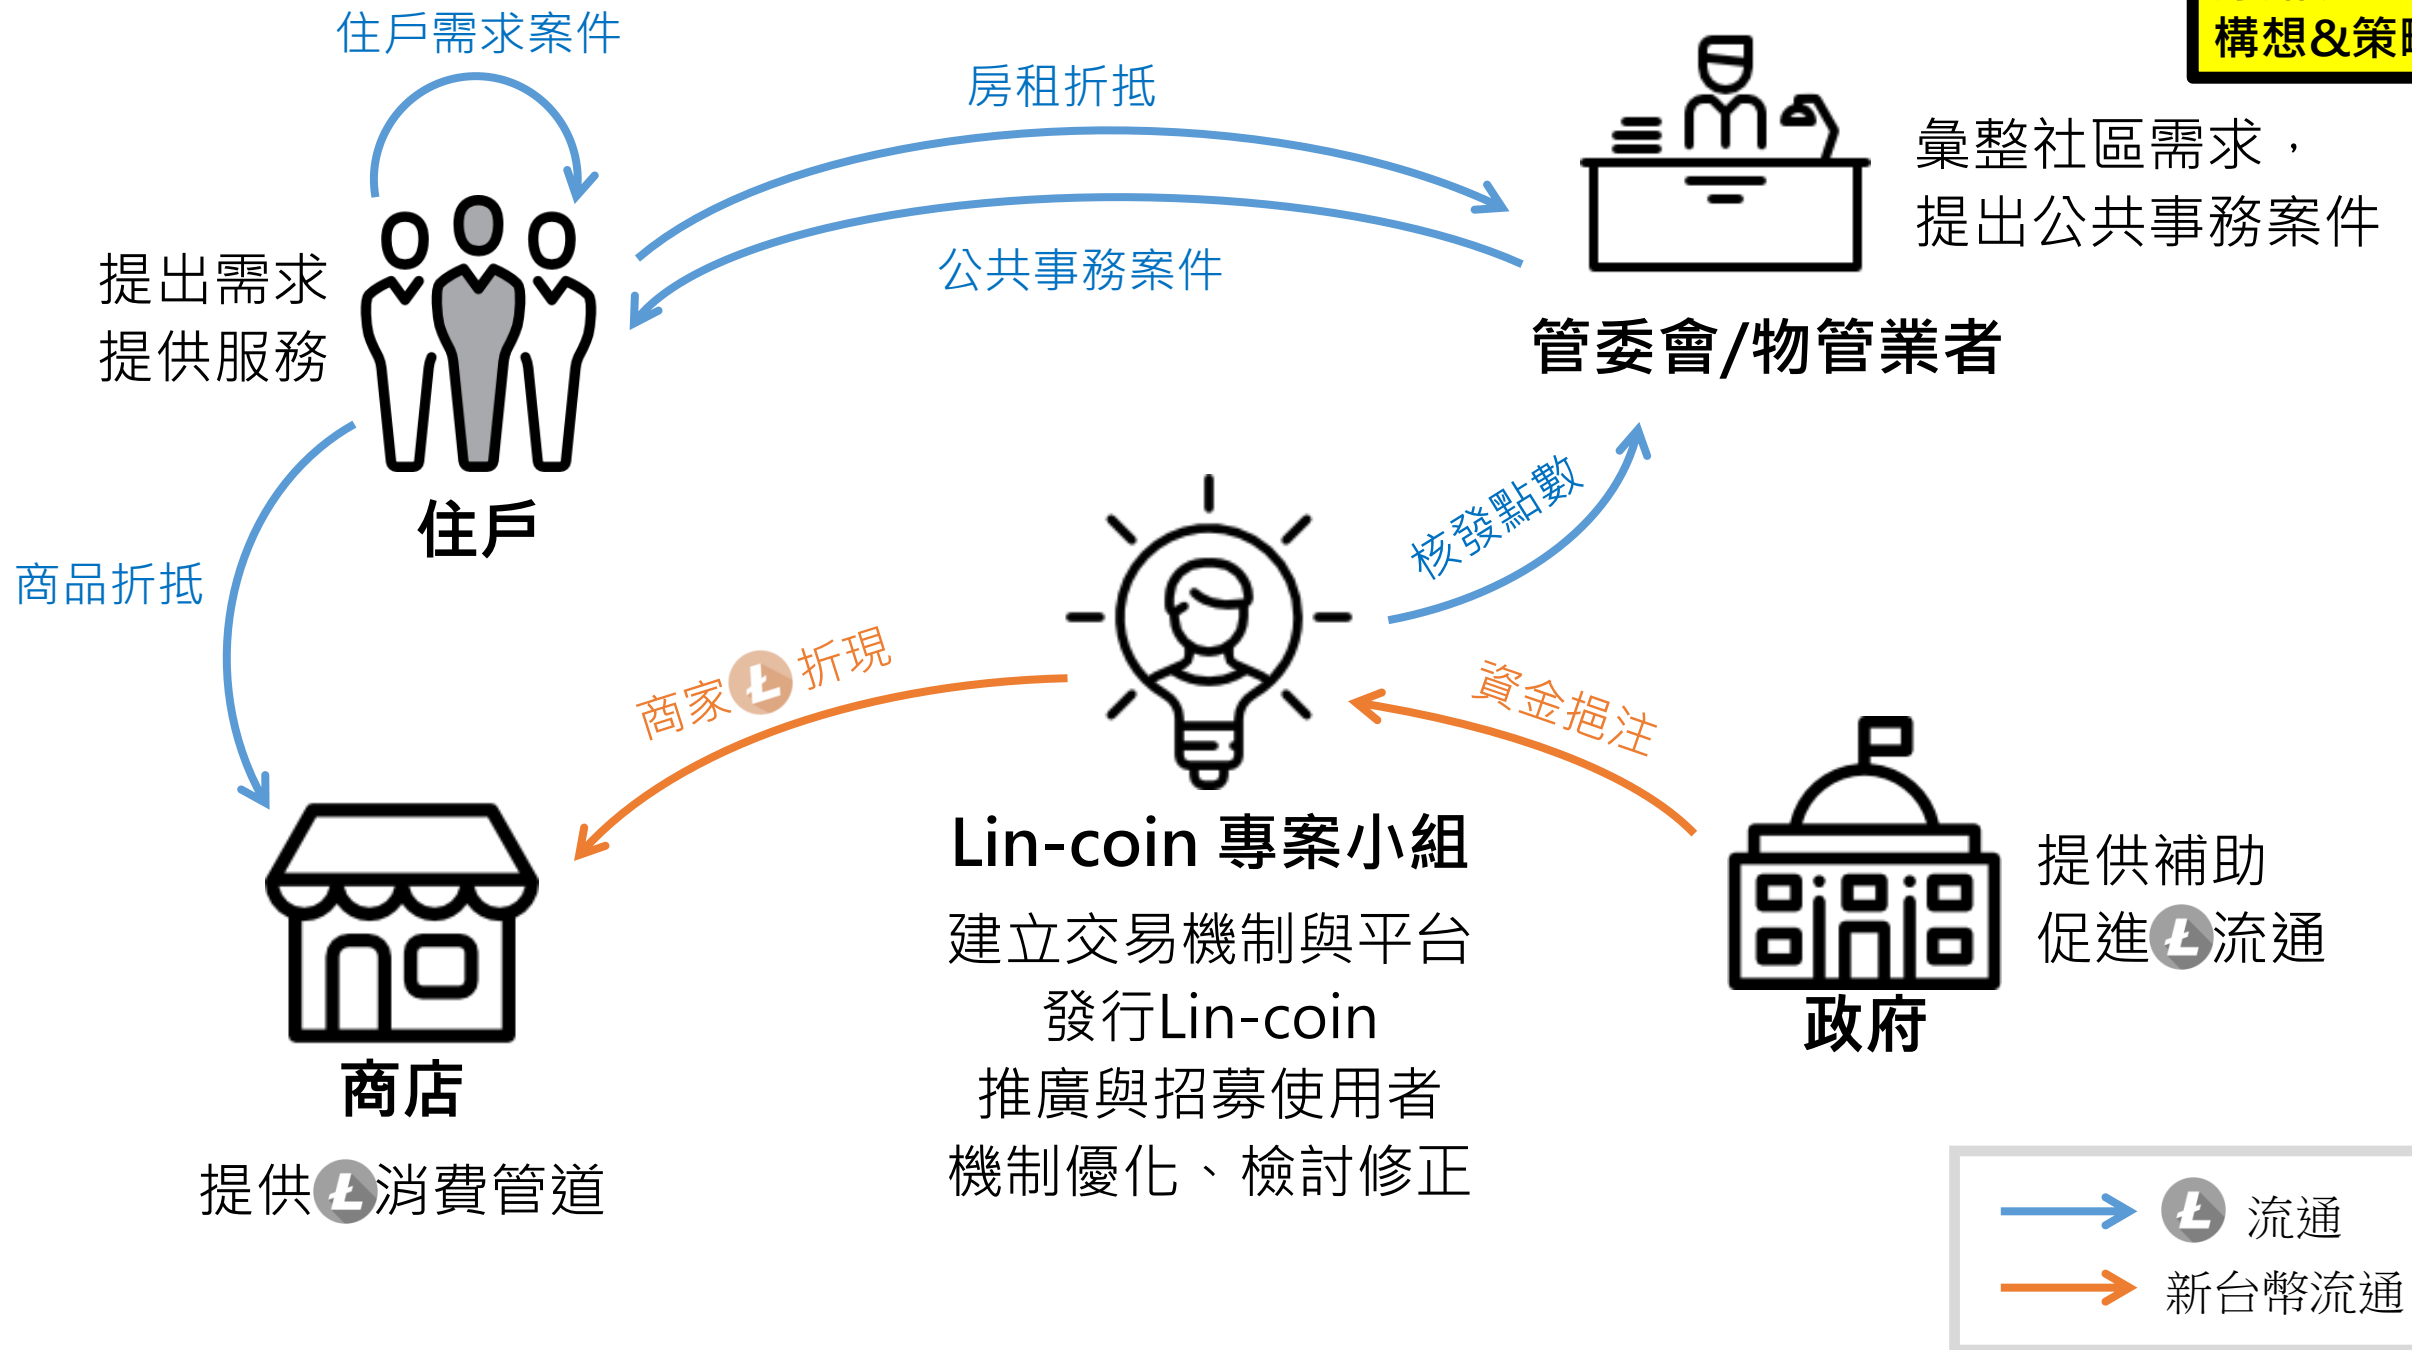 住戶需求案件
構想&策略
房租折抵
彙整社區需求，
提出公共事務案件
公共事務案件
提出需求
提供服務
管委會/物管業者
住戶
核發點數
商品折抵
商家Ł折現
資金挹注
Lin-coin 專案小組
建立交易機制與平台
發行Lin-coin
推廣與招募使用者
機制優化、檢討修正
提供補助
促進Ł流通
政府
商店
提供Ł消費管道
Ł 流通
新台幣流通